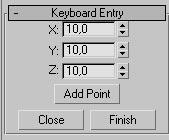 - Keyboard Entry
X: 10,0
Y: 10,0
Z: 10,0
Add Point
Close Finish